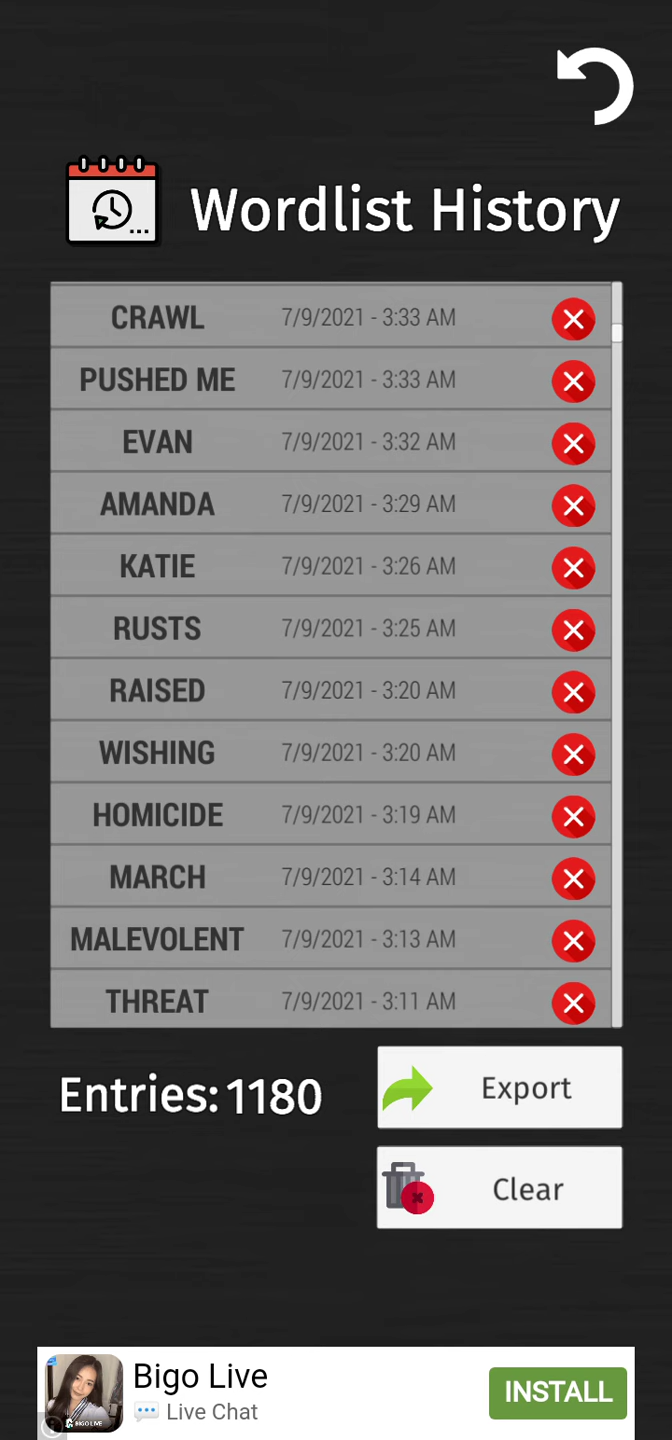 Wordlist History
CRAWL 7/9/2021 - 3:33 AM
PUSHED ME 7/9/2021 - 3:33 AM
EVAN 7/9/2021 - 3:32 AM
AMANDA 7/9/2021 - 3:29 AM
KATIE 7/9/2021 - 3:26 AM
RUSTS 7/9/2021 - 3:25 AM
RAISED 7/9/2021 - 3:20 AM
WISHING 7/9/2021 - 3:20 AM
HOMICIDE 7/9/2021 - 3:19 AM
MARCH 7/9/2021 - 3:14 AM
MALEVOLENT 7/9/2021 - 3:13 AM
THREAT 7/9/2021 - 3:11 AM
Entries: 1180
Export
Clear
Bigo Live
Live Chat
INSTALL
BIGO LIVE